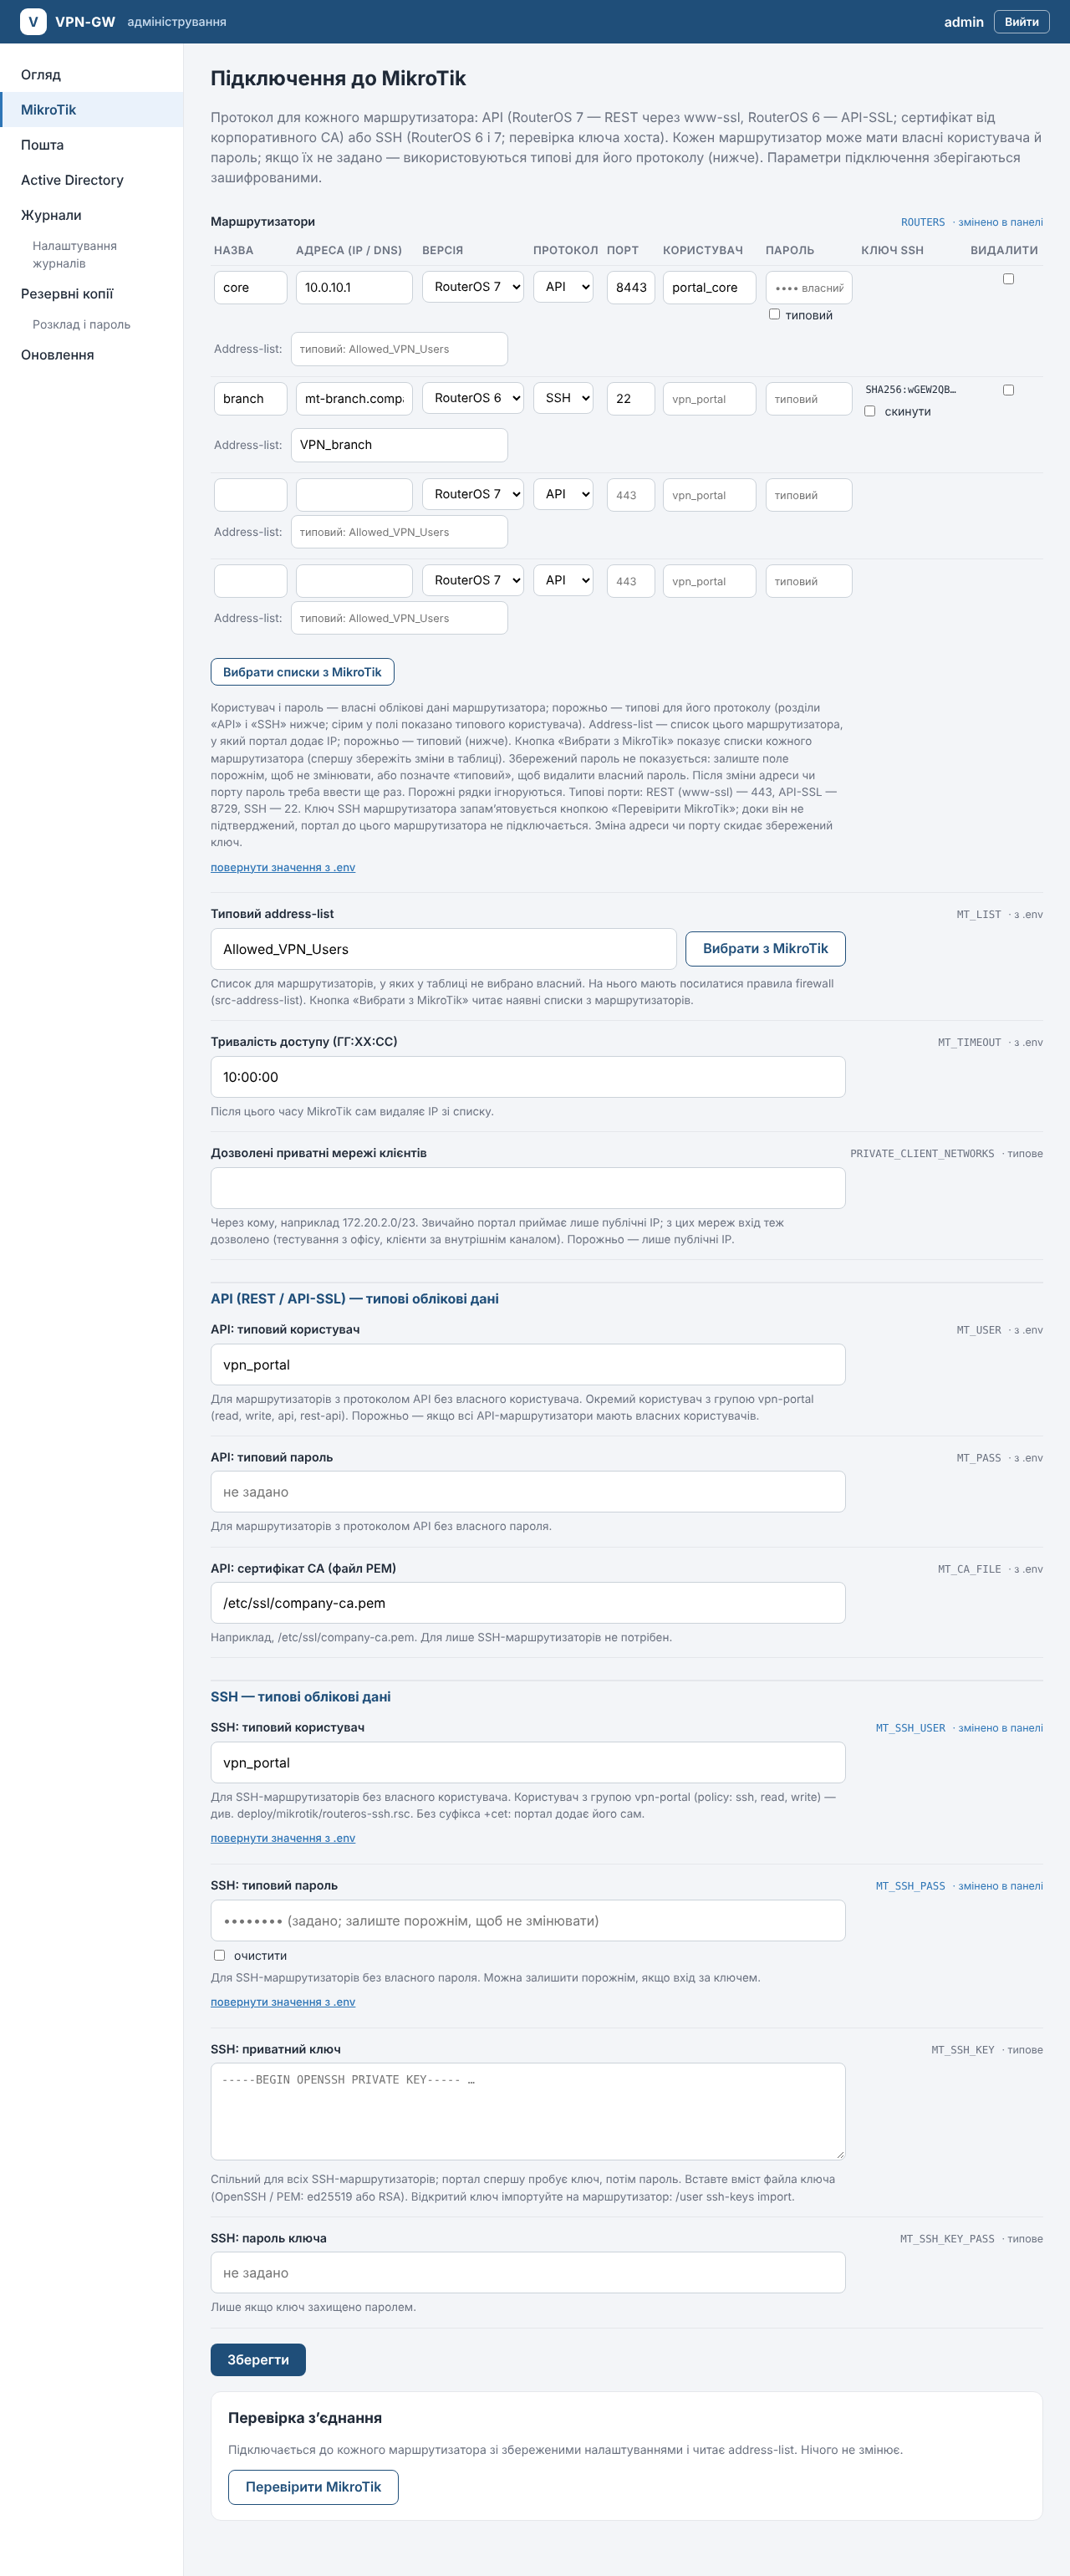 V VPN-GW адміністрування admin Вийти
Огляд
MikroTik
Пошта
Active Directory
Журнали
Налаштування
журналів
Резервні копії
Розклад і пароль
Оновлення
Підключення до MikroTik
Протокол для кожного маршрутизатора: API (RouterOS 7 — REST через www-ssl, RouterOS 6 — API-SSL; сертифікат від
корпоративного CA) або SSH (RouterOS 6 і 7; перевірка ключа хоста). Кожен маршрутизатор може мати власні користувача й
пароль; якщо їх не задано — використовуються типові для його протоколу (нижче). Параметри підключення зберігаються
зашифрованими.
Маршрутизатори ROUTERS · змінено в панелі
НАЗВА АДРЕСА (IP / DNS) ВЕРСІЯ ПРОТОКОЛ ПОРТ КОРИСТУВАЧ ПАРОЛЬ КЛЮЧ SSH ВИДАЛИТИ
core 10.0.10.1 RouterOS 7 API 8443 portal_core •••• власний
типовий
Address-list: типовий: Allowed_VPN_Users
branch mt-branch.compa RouterOS 6 SSH 22 vpn_portal типовий SHA256:wGEW2QB…
скинути
Address-list: VPN_branch
RouterOS 7 API 443 vpn_portal типовий
Address-list: типовий: Allowed_VPN_Users
RouterOS 7 API 443 vpn_portal типовий
Address-list: типовий: Allowed_VPN_Users
Вибрати списки з MikroTik
Користувач і пароль — власні облікові дані маршрутизатора; порожньо — типові для його протоколу (розділи
«API» і «SSH» нижче; сірим у полі показано типового користувача). Address-list — список цього маршрутизатора,
у який портал додає IP; порожньо — типовий (нижче). Кнопка «Вибрати з MikroTik» показує списки кожного
маршрутизатора (спершу збережіть зміни в таблиці). Збережений пароль не показується: залиште поле
порожнім, щоб не змінювати, або позначте «типовий», щоб видалити власний пароль. Після зміни адреси чи
порту пароль треба ввести ще раз. Порожні рядки ігноруються. Типові порти: REST (www-ssl) — 443, API-SSL —
8729, SSH — 22. Ключ SSH маршрутизатора запам’ятовується кнопкою «Перевірити MikroTik»; доки він не
підтверджений, портал до цього маршрутизатора не підключається. Зміна адреси чи порту скидає збережений
ключ.
повернути значення з .env
Типовий address-list MT_LIST · з .env
Allowed_VPN_Users Вибрати з MikroTik
Список для маршрутизаторів, у яких у таблиці не вибрано власний. На нього мають посилатися правила firewall
(src-address-list). Кнопка «Вибрати з MikroTik» читає наявні списки з маршрутизаторів.
Тривалість доступу (ГГ:ХХ:СС) MT_TIMEOUT · з .env
10:00:00
Після цього часу MikroTik сам видаляє IP зі списку.
Дозволені приватні мережі клієнтів PRIVATE_CLIENT_NETWORKS · типове
Через кому, наприклад 172.20.2.0/23. Звичайно портал приймає лише публічні IP; з цих мереж вхід теж
дозволено (тестування з офісу, клієнти за внутрішнім каналом). Порожньо — лише публічні IP.
API (REST / API-SSL) — типові облікові дані
API: типовий користувач MT_USER · з .env
vpn_portal
Для маршрутизаторів з протоколом API без власного користувача. Окремий користувач з групою vpn-portal
(read, write, api, rest-api). Порожньо — якщо всі API-маршрутизатори мають власних користувачів.
API: типовий пароль MT_PASS · з .env
не задано
Для маршрутизаторів з протоколом API без власного пароля.
API: сертифікат CA (файл PEM) MT_CA_FILE · з .env
/etc/ssl/company-ca.pem
Наприклад, /etc/ssl/company-ca.pem. Для лише SSH-маршрутизаторів не потрібен.
SSH — типові облікові дані
SSH: типовий користувач MT_SSH_USER · змінено в панелі
vpn_portal
Для SSH-маршрутизаторів без власного користувача. Користувач з групою vpn-portal (policy: ssh, read, write) —
див. deploy/mikrotik/routeros-ssh.rsc. Без суфікса +cet: портал додає його сам.
повернути значення з .env
SSH: типовий пароль MT_SSH_PASS · змінено в панелі
•••••••• (задано; залиште порожнім, щоб не змінювати)
очистити
Для SSH-маршрутизаторів без власного пароля. Можна залишити порожнім, якщо вхід за ключем.
повернути значення з .env
SSH: приватний ключ MT_SSH_KEY · типове
-----BEGIN OPENSSH PRIVATE KEY----- …
Спільний для всіх SSH-маршрутизаторів; портал спершу пробує ключ, потім пароль. Вставте вміст файла ключа
(OpenSSH / PEM: ed25519 або RSA). Відкритий ключ імпортуйте на маршрутизатор: /user ssh-keys import.
SSH: пароль ключа MT_SSH_KEY_PASS · типове
не задано
Лише якщо ключ захищено паролем.
Зберегти
Перевірка з’єднання
Підключається до кожного маршрутизатора зі збереженими налаштуваннями і читає address-list. Нічого не змінює.
Перевірити MikroTik